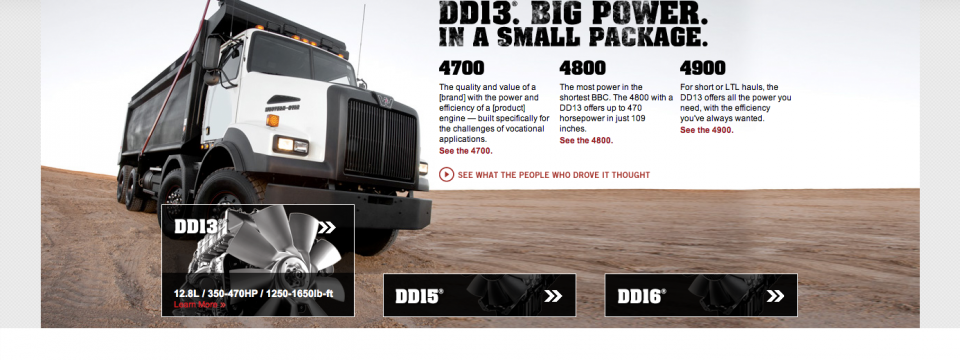 DD13® BIG POWER.
IN A SMALL PACKAGE.
4700
The quality and value of a
[brand] with the power and
efficiency of a [product]
engine — built specifically for
the challenges of vocational
applications.
See the 4700.
4800
The most power in the
shortest BBC. The 4800 with a
DD13 offers up to 470
horsepower in just 109
inches.
See the 4800.
4900
For short or LTL hauls, the
DD13 offers all the power you
need, with the efficiency
you've always wanted.
See the 4900.
SEE WHAT THE PEOPLE WHO DROVE IT THOUGHT
WESTERN STAR
DD13
12.8L / 350-470HP / 1250-1650lb-ft
Learn More »
DD15®
DD16®